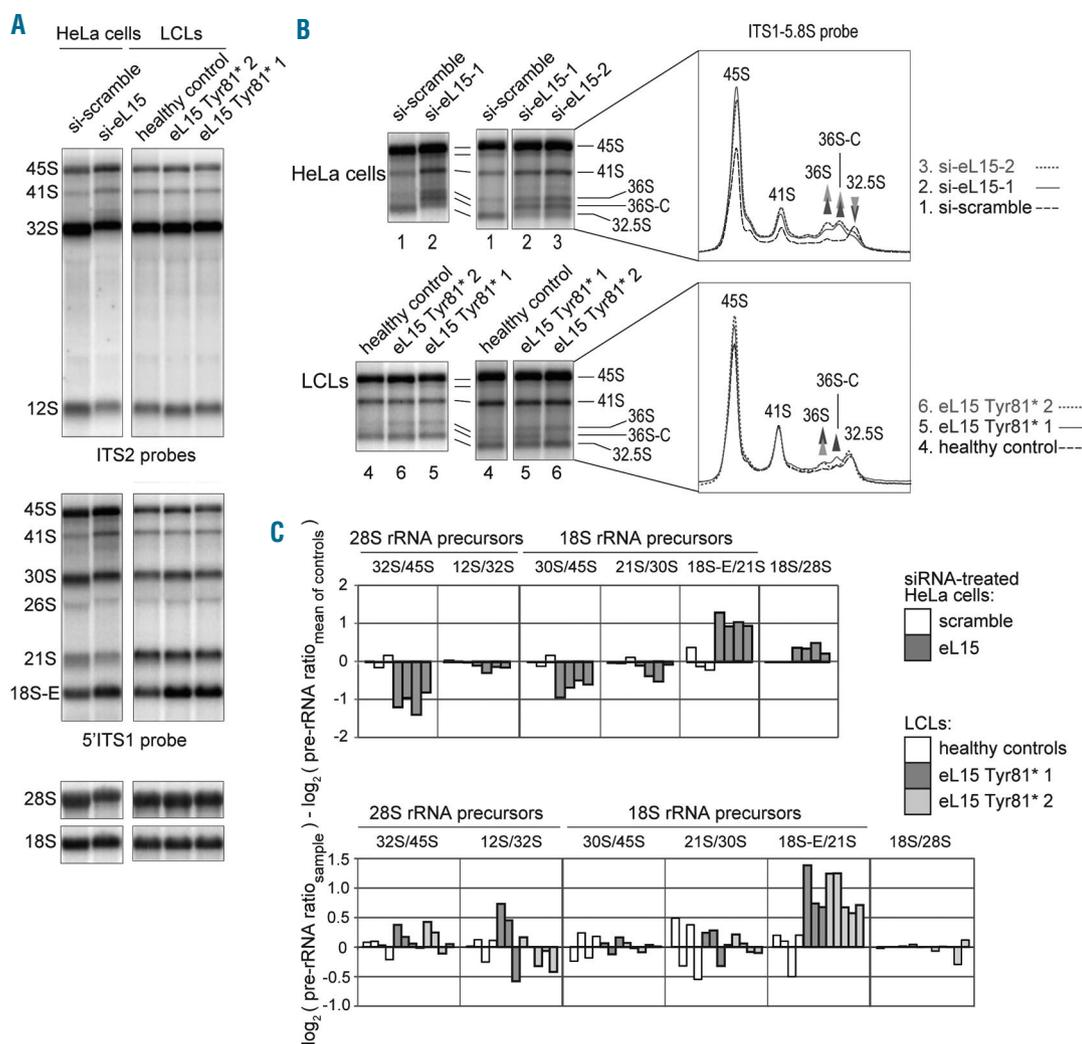 A
HeLa cells LCLs
si-scramble
si-eL15
healthy control
eL15 Tyr81* 2
eL15 Tyr81* 1
45S
41S
32S
12S
ITS2 probes
45S
41S
30S
26S
21S
18S-E
5'ITS1 probe
28S
18S
B
ITS1-5.8S probe
si-scramble
si-eL15-1
si-scramble
si-eL15-1
si-eL15-2
HeLa cells
45S
41S
36S
36S-C
32.5S
1 2 1 2 3
45S
41S
36S
36S-C
32.5S
3. si-eL15-2
2. si-eL15-1
1. si-scramble
healthy control
eL15 Tyr81* 2
eL15 Tyr81* 1
healthy control
eL15 Tyr81* 1
eL15 Tyr81* 2
LCLs
45S
41S
36S
36S-C
32.5S
4 6 5 4 5 6
45S
41S
36S
36S-C
32.5S
6. eL15 Tyr81* 2
5. eL15 Tyr81* 1
4. healthy control
C
log2 ( pre-rRNA ratio sample ) - log2 ( pre-rRNA ratio mean of controls )
28S rRNA precursors 18S rRNA precursors
32S/45S 12S/32S 30S/45S 21S/30S 18S-E/21S 18S/28S
2
1
0
-1
-2
siRNA-treated
HeLa cells:
scramble
eL15
LCLs:
healthy controls
eL15 Tyr81* 1
eL15 Tyr81* 2
28S rRNA precursors 18S rRNA precursors
32S/45S 12S/32S 30S/45S 21S/30S 18S-E/21S 18S/28S
1.5
1.0
0.5
0
-0.5
-1.0